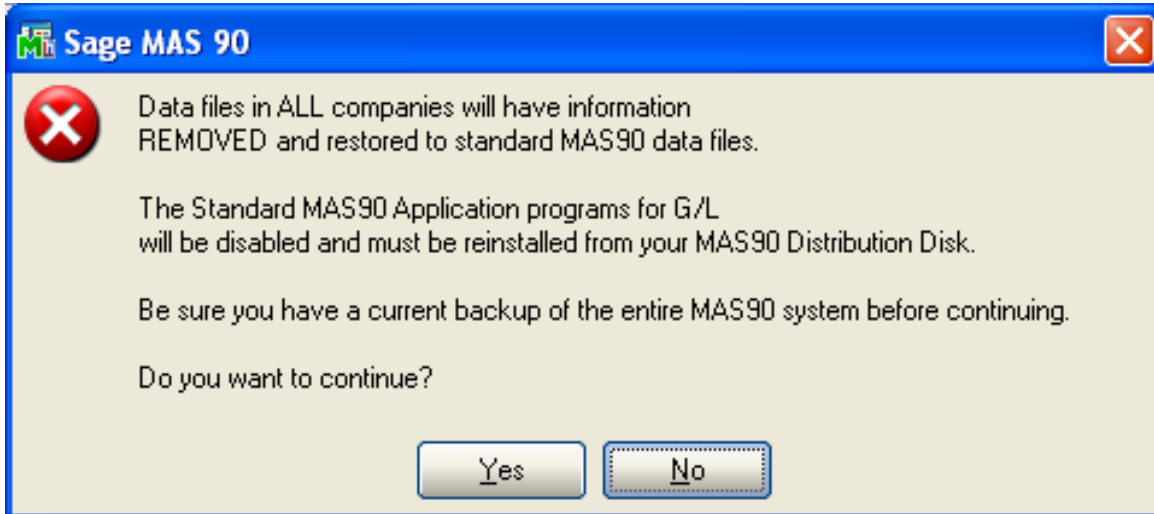 Sage MAS 90
Data files in ALL companies will have information
REMOVED and restored to standard MAS90 data files.
The Standard MAS90 Application programs for G/L
will be disabled and must be reinstalled from your MAS90 Distribution Disk.
Be sure you have a current backup of the entire MAS90 system before continuing.
Do you want to continue?
Yes
No